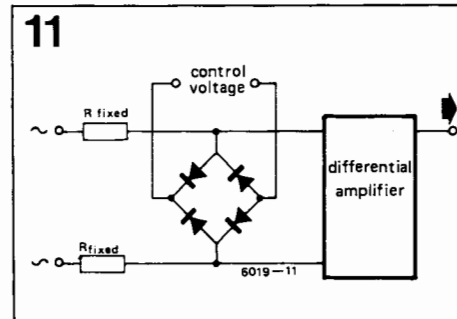 11
control
voltage
R fixed
differential
amplifier
Rfixed
6019-11